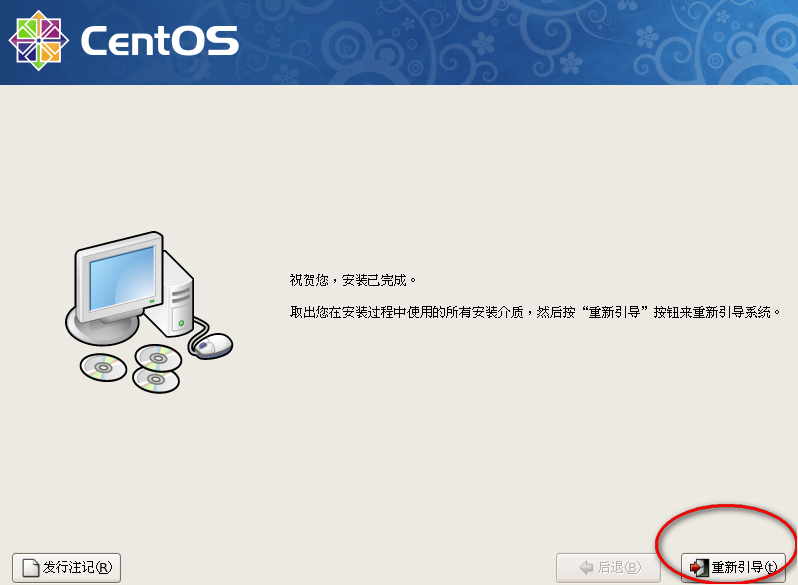 CentOS
祝贺您，安装已完成。
取出您在安装过程中使用的所有安装介质，然后按“重新引导”按钮来重新引导系统。
发行注记(R)
后退(B)
重新引导(t)